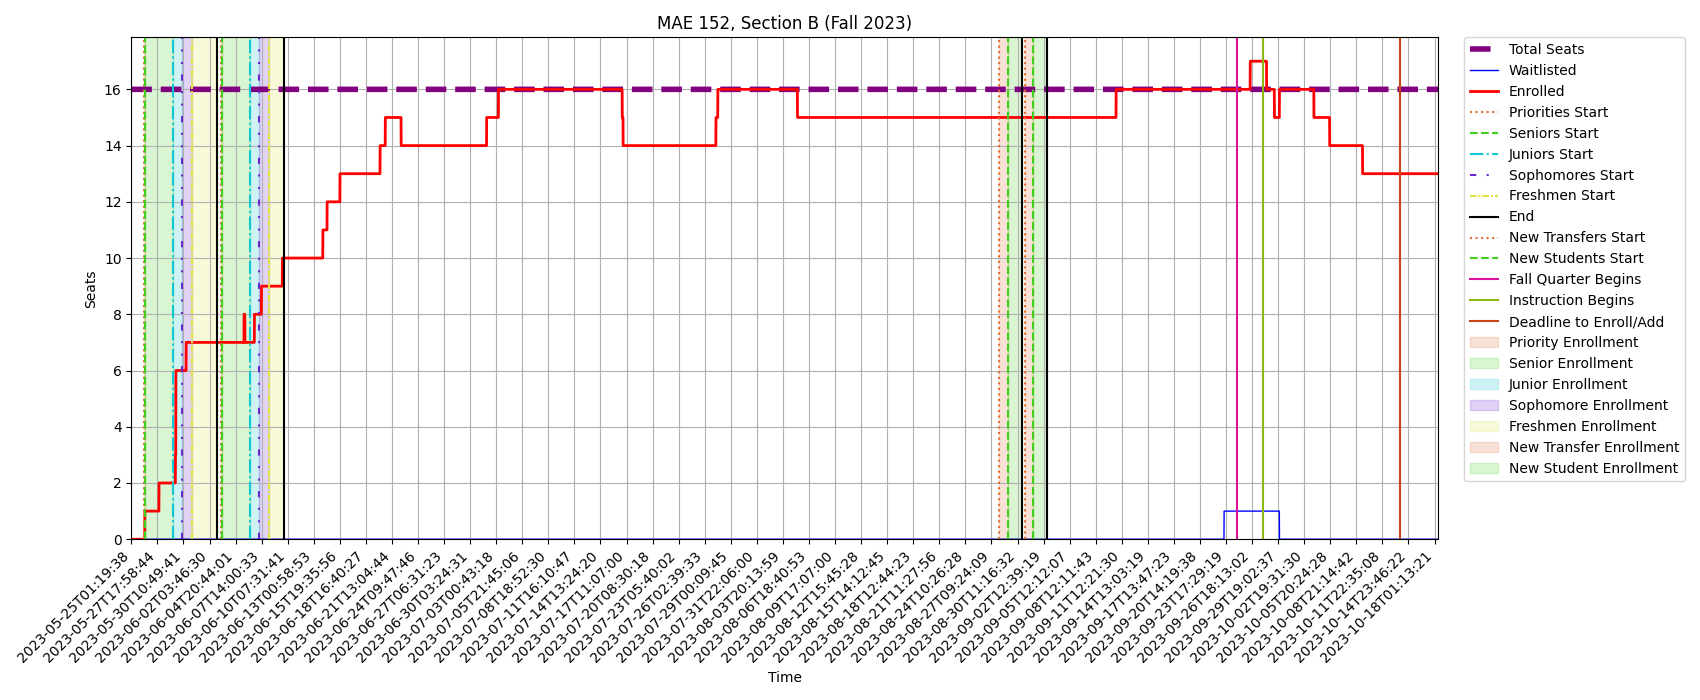 MAE 152, Section B (Fall 2023)
Seats
16
14
12
10
8
6
4
2
0
2023-05-25T01:19:38
2023-05-27T17:58:44
2023-05-30T10:49:41
2023-06-02T03:46:30
2023-06-04T20:44:01
2023-06-07T14:00:33
2023-06-10T07:31:41
2023-06-13T00:58:53
2023-06-15T19:35:56
2023-06-18T16:40:27
2023-06-21T13:04:44
2023-06-24T09:47:46
2023-06-27T06:31:23
2023-06-30T03:24:31
2023-07-03T00:43:18
2023-07-05T21:45:06
2023-07-08T18:52:30
2023-07-11T16:10:47
2023-07-14T13:24:20
2023-07-17T11:07:00
2023-07-20T08:30:18
2023-07-23T05:40:02
2023-07-26T02:39:33
2023-07-29T00:09:45
2023-07-31T22:06:00
2023-08-03T20:13:59
2023-08-06T18:40:53
2023-08-09T17:07:00
2023-08-12T15:45:28
2023-08-15T14:12:45
2023-08-18T12:44:23
2023-08-21T11:27:56
2023-08-24T10:26:28
2023-08-27T09:24:09
2023-08-30T11:16:32
2023-09-02T12:39:19
2023-09-05T12:12:07
2023-09-08T12:11:43
2023-09-11T12:21:30
2023-09-14T13:03:19
2023-09-17T13:47:23
2023-09-20T14:19:38
2023-09-23T17:29:19
2023-09-26T18:13:02
2023-09-29T19:02:37
2023-10-02T19:31:30
2023-10-05T20:24:28
2023-10-08T21:14:42
2023-10-11T22:35:08
2023-10-14T23:46:22
2023-10-18T01:13:21
Time
Total Seats
Waitlisted
Enrolled
Priorities Start
Seniors Start
Juniors Start
Sophomores Start
Freshmen Start
End
New Transfers Start
New Students Start
Fall Quarter Begins
Instruction Begins
Deadline to Enroll/Add
Priority Enrollment
Senior Enrollment
Junior Enrollment
Sophomore Enrollment
Freshmen Enrollment
New Transfer Enrollment
New Student Enrollment